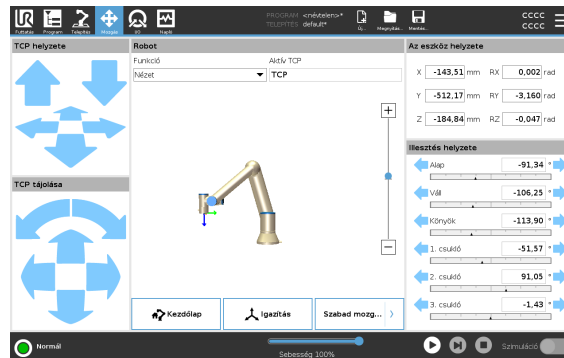 UR
PROGRAM <névtelen>*
TELEPÍTÉS default*
CCCC
CCCC
Futtatás Program Telepítés Mozgás I/O Napló Új... Megnyitás... Mentés...
TCP helyzete
Robot
Az eszköz helyzete
Funkció
Aktív TCP
Nézet
TCP
X -143,51 mm RX 0,002 rad
Y -512,17 mm RY -3,160 rad
Z -184,84 mm RZ -0,047 rad
Illesztés helyzete
Alap -91,34 °
Váll -106,25 °
Könyök -113,90 °
1. csukló -51,57 °
2. csukló 91,05 °
3. csukló -1,43 °
TCP tájolása
Kezdőlap
Igazítás
Szabad mozg...
Normál
Sebesség 100%
Szimuláció